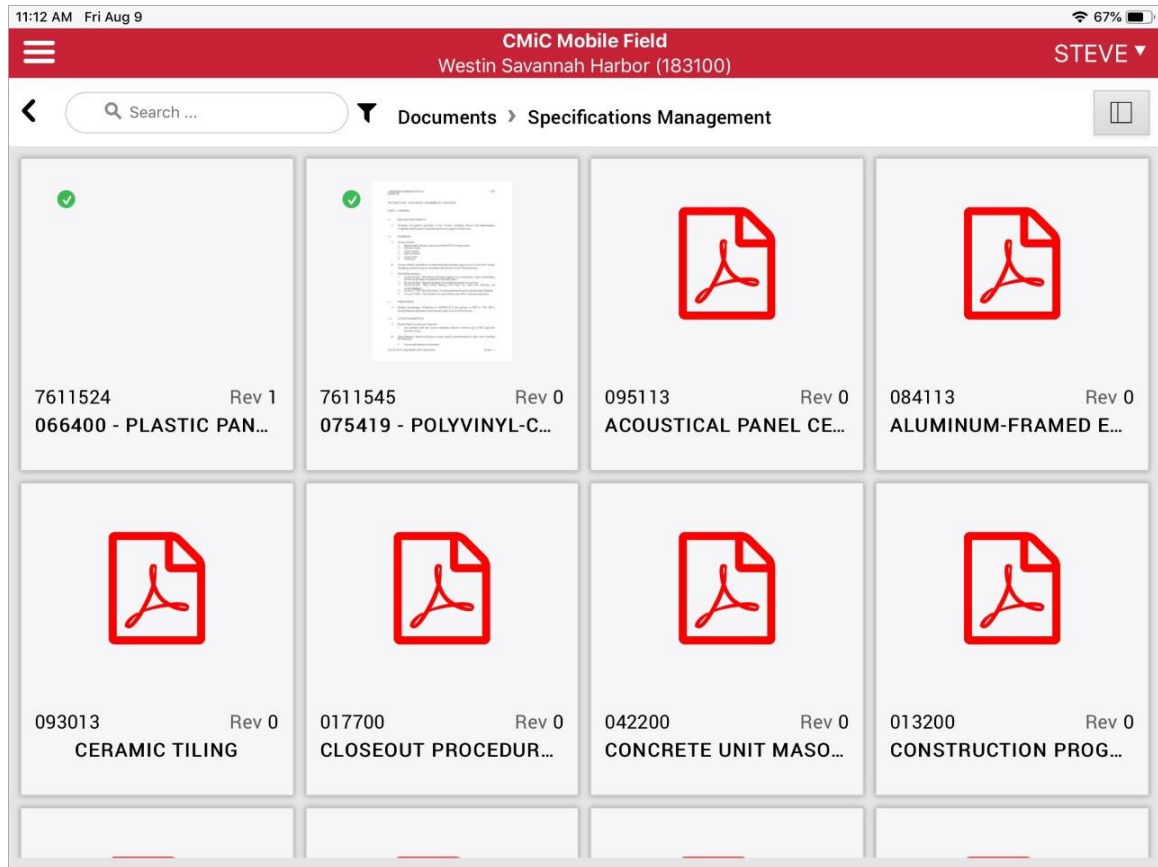 11:12 AM Fri Aug 9
67%
CMiC Mobile Field
Westin Savannah Harbor (183100)
STEVE
Search ...
Documents › Specifications Management
7611524 Rev 1
066400 - PLASTIC PAN...
7611545 Rev 0
075419 - POLYVINYL-C...
095113 Rev 0
ACOUSTICAL PANEL CE...
084113 Rev 0
ALUMINUM-FRAMED E...
093013 Rev 0
CERAMIC TILING
017700 Rev 0
CLOSEOUT PROCEDUR...
042200 Rev 0
CONCRETE UNIT MASO...
013200 Rev 0
CONSTRUCTION PROG...